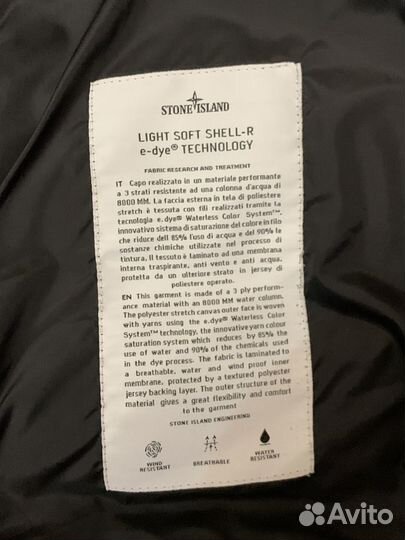 STONE ISLAND
LIGHT SOFT SHELL-R
e-dye® TECHNOLOGY
FABRIC RESEARCH AND TREATMENT
IT Capo realizzato in un materiale performante
a 3 strati resistente ad una colonna d'acqua di
8000 MM. La faccia esterna in tela di poliestere
stretch è tessuta con fili realizzati tramite la
tecnologia e.dye® Waterless Color System™,
innovativo sistema di saturazione del colore in filo
che riduce dell 85% l'uso di acqua e del 90% le
sostanze chimiche utilizzate nel processo di
tintura. Il tessuto è laminato ad una membrana
interna traspirante, anti vento e anti acqua,
protetta da un ulteriore strato in jersey di
poliestere operato.
EN This garment is made of a 3 ply perform-
ance material with an 8000 MM water column.
The polyester stretch canvas outer face is woven
with yarns using the e.dye® Waterless Color
System™ technology, the innovative yarn colour
saturation system which reduces by 85% the
use of water and 90% of the chemicals used
in the dye process. The fabric is laminated to
a breathable, water and wind proof inner
membrane, protected by a textured polyester
jersey backing layer. The outer structure of the
material gives a great flexibility and comfort
to the garment
STONE ISLAND ENGINEERING
WIND
RESISTANT
BREATHABLE
WATER
RESISTANT
Avito